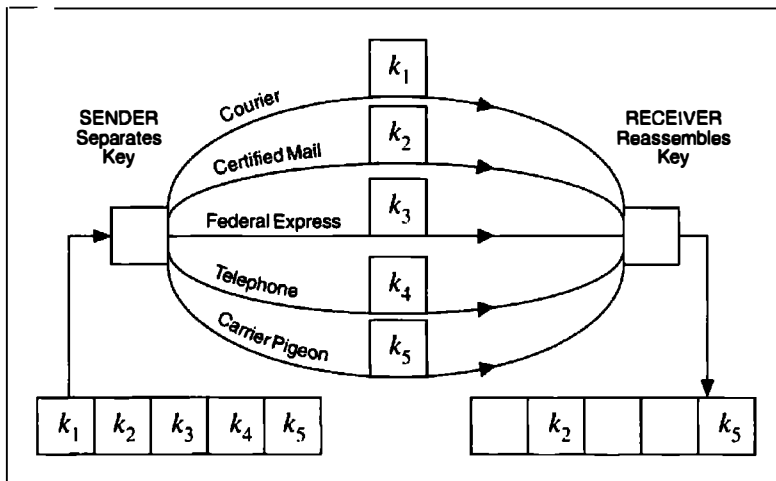 k1
Courier
SENDER
Separates
Key
RECEIVER
Reassembles
Key
k2
Certified Mail
k3
Federal Express
k4
Telephone
k5
Carrier Pigeon
k1 k2 k3 k4 k5
k2 k5